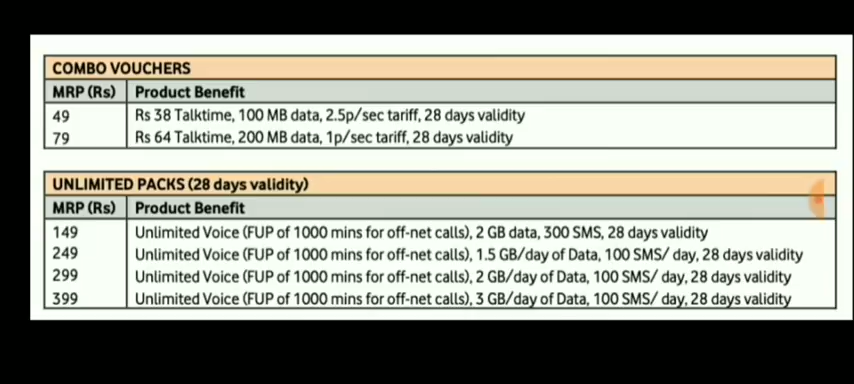 COMBO VOUCHERS
MRP (Rs) Product Benefit
49 Rs 38 Talktime, 100 MB data, 2.5p/sec tariff, 28 days validity
79 Rs 64 Talktime, 200 MB data, 1p/sec tariff, 28 days validity
UNLIMITED PACKS (28 days validity)
MRP (Rs) Product Benefit
149 Unlimited Voice (FUP of 1000 mins for off-net calls), 2 GB data, 300 SMS, 28 days validity
249 Unlimited Voice (FUP of 1000 mins for off-net calls), 1.5 GB/day of Data, 100 SMS/ day, 28 days validity
299 Unlimited Voice (FUP of 1000 mins for off-net calls), 2 GB/day of Data, 100 SMS/ day, 28 days validity
399 Unlimited Voice (FUP of 1000 mins for off-net calls), 3 GB/day of Data, 100 SMS/ day, 28 days validity